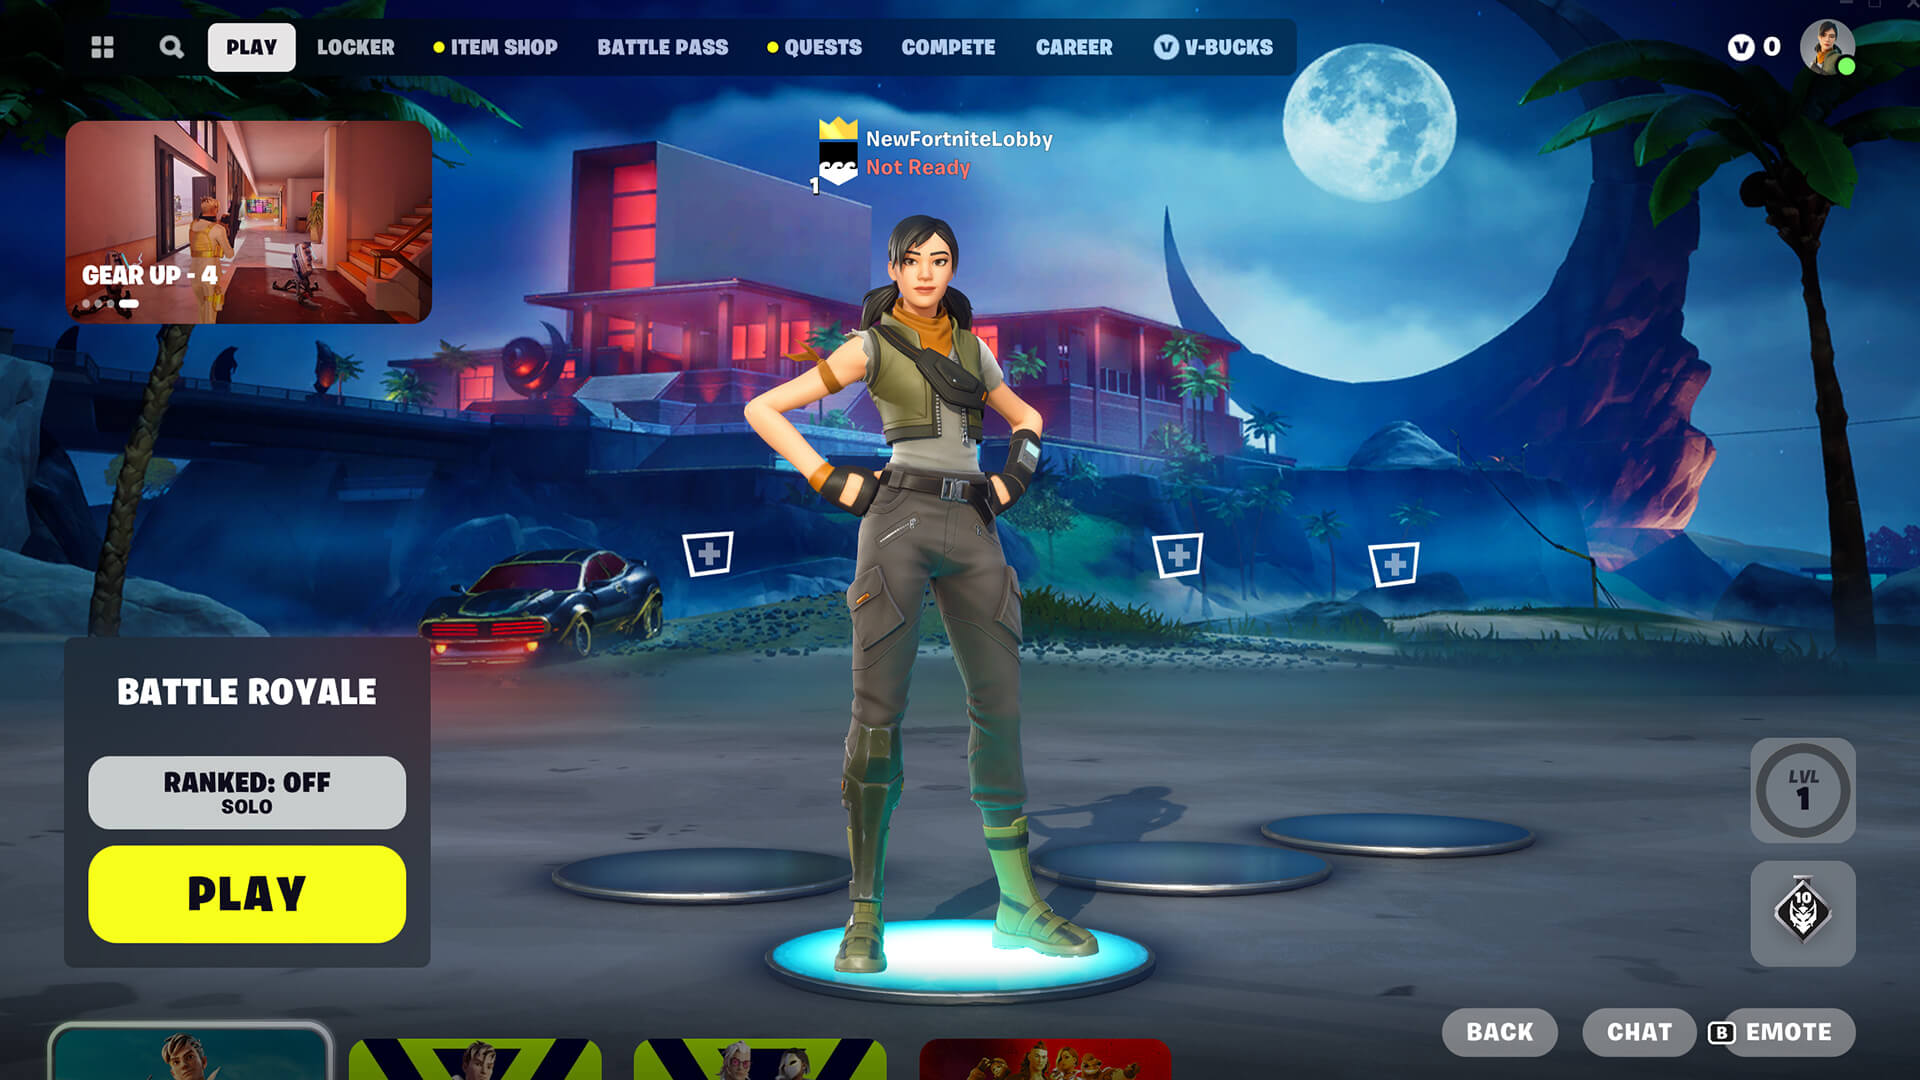 PLAY
LOCKER
ITEM SHOP
BATTLE PASS
QUESTS
COMPETE
CAREER
V-BUCKS
0
NewFortniteLobby
Not Ready
1
GEAR UP - 4
BATTLE ROYALE
RANKED: OFF
SOLO
PLAY
LVL
1
10
BACK
CHAT
B EMOTE